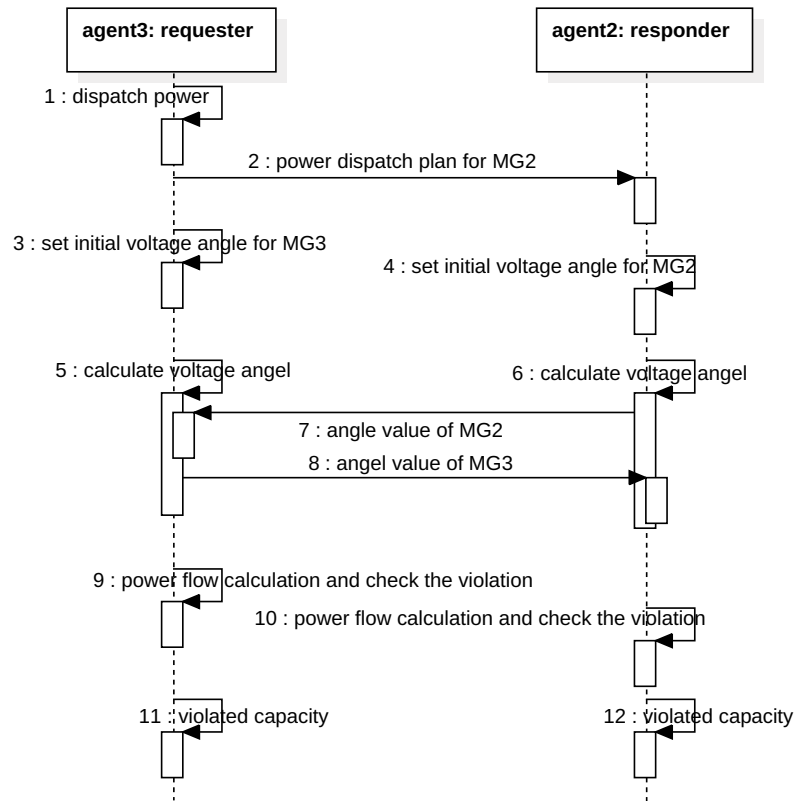 agent3: requester
agent2: responder
1 : dispatch power
2 : power dispatch plan for MG2
3 : set initial voltage angle for MG3
4 : set initial voltage angle for MG2
5 : calculate voltage angel
6 : calculate voltage angel
7 : angle value of MG2
8 : angel value of MG3
9 : power flow calculation and check the violation
10 : power flow calculation and check the violation
11 : violated capacity
12 : violated capacity